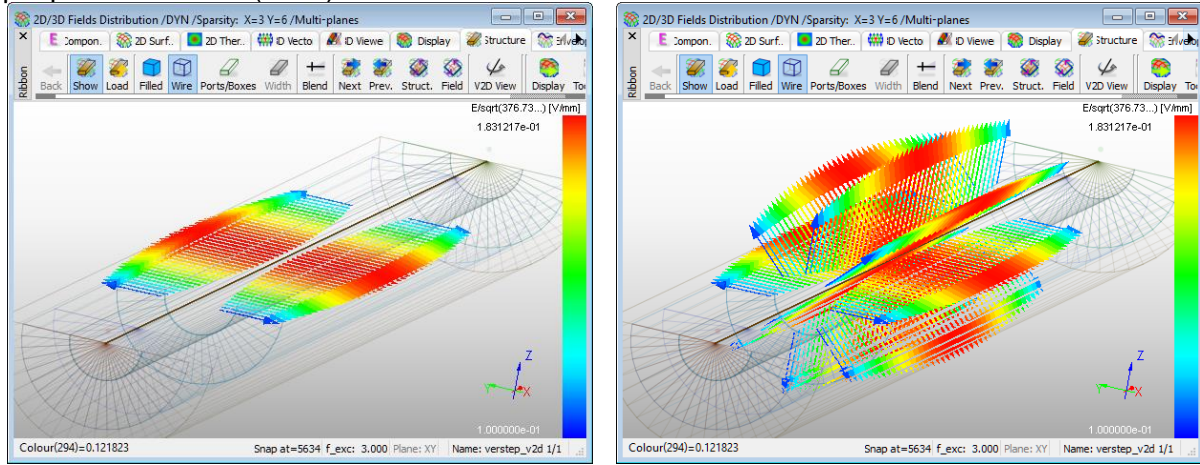 2D/3D Fields Distribution /DYN /Sparsity: X=3 Y=6 /Multi-planes
E Compon. 2D Surf.. 2D Ther.. Display Structure
Ribbon
Back Show Load Filled Wire Ports/Boxes Width Blend Next Prev. Struct. Field V2D View Display
E/sqrt(376.73...) [V/mm]
1.831217e-01
Z
Y
X
1.000000e-01
Colour(294)=0.121823 Snap at=5634 f_exc: 3.000 Plane: XY Name: verstep_v2d 1/1
2D/3D Fields Distribution /DYN /Sparsity: X=3 Y=6 /Multi-planes
E Compon. 2D Surf.. 2D Ther.. Display Structure
Ribbon
Back Show Load Filled Wire Ports/Boxes Width Blend Next Prev. Struct. Field V2D View Display
E/sqrt(376.73...) [V/mm]
1.831217e-01
Z
Y
X
1.000000e-01
Colour(294)=0.121823 Snap at=5634 f_exc: 3.000 Plane: XY Name: verstep_v2d 1/1